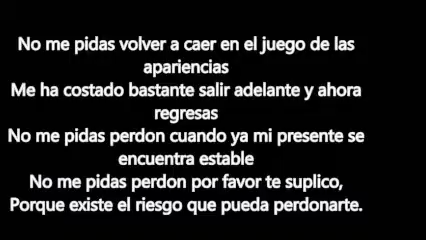 No me pidas volver a caer en el juego de las
apariencias
Me ha costado bastante salir adelante y ahora
regresas
No me pidas perdon cuando ya mi presente se
encuentra estable
No me pidas perdon por favor te suplico,
Porque existe el riesgo que pueda perdonarte.